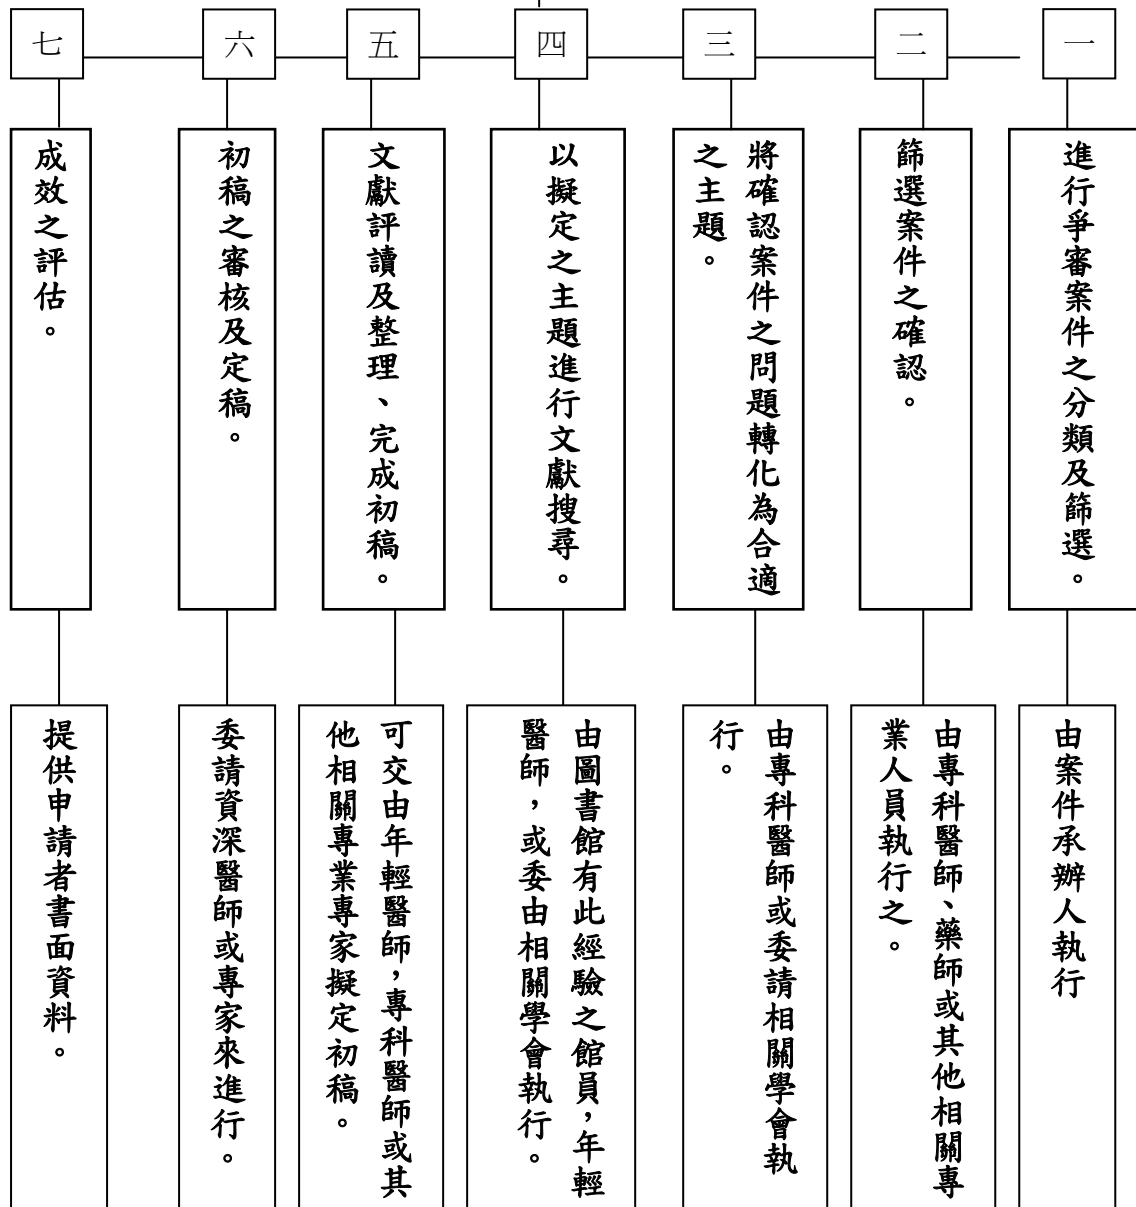 一
二
三
四
五
六
七
進行爭審案件之分類及篩選。
篩選案件之確認。
將確認案件之問題轉化為合適
之主題。
以擬定之主題進行文獻搜尋。
文獻評讀及整理、完成初稿。
初稿之審核及定稿。
成效之評估。
由案件承辦人執行
由專科醫師、藥師或其他相關專
業人員執行之。
由專科醫師或委請相關學會執
行。
由圖書館有此經驗之館員，年輕
醫師，或委由相關學會執行。
可交由年輕醫師，專科醫師或其
他相關專業專家擬定初稿。
委請資深醫師或專家來進行。
提供申請者書面資料。